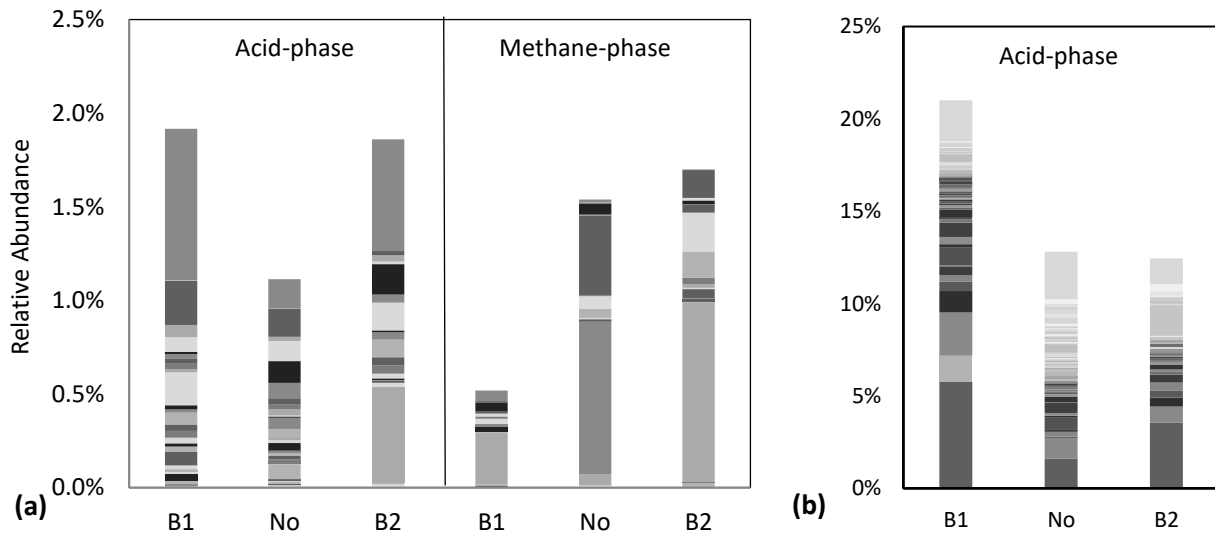 2.5%
2.0%
1.5%
1.0%
0.5%
0.0%
Relative Abundance
Acid-phase
Methane-phase
B1
No
B2
B1
No
B2
(a)
25%
20%
15%
10%
5%
0%
Acid-phase
B1
No
B2
(b)